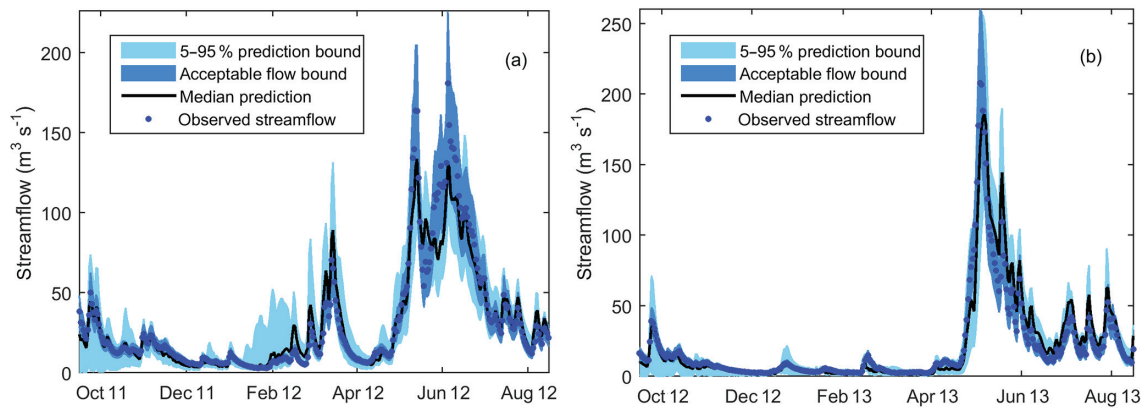 (a)
5–95 % prediction bound
Acceptable flow bound
Median prediction
Observed streamflow
Streamflow (m³ s⁻¹)
200
150
100
50
0
Oct 11 Dec 11 Feb 12 Apr 12 Jun 12 Aug 12
(b)
5–95 % prediction bound
Acceptable flow bound
Median prediction
Observed streamflow
Streamflow (m³ s⁻¹)
250
200
150
100
50
0
Oct 12 Dec 12 Feb 13 Apr 13 Jun 13 Aug 13